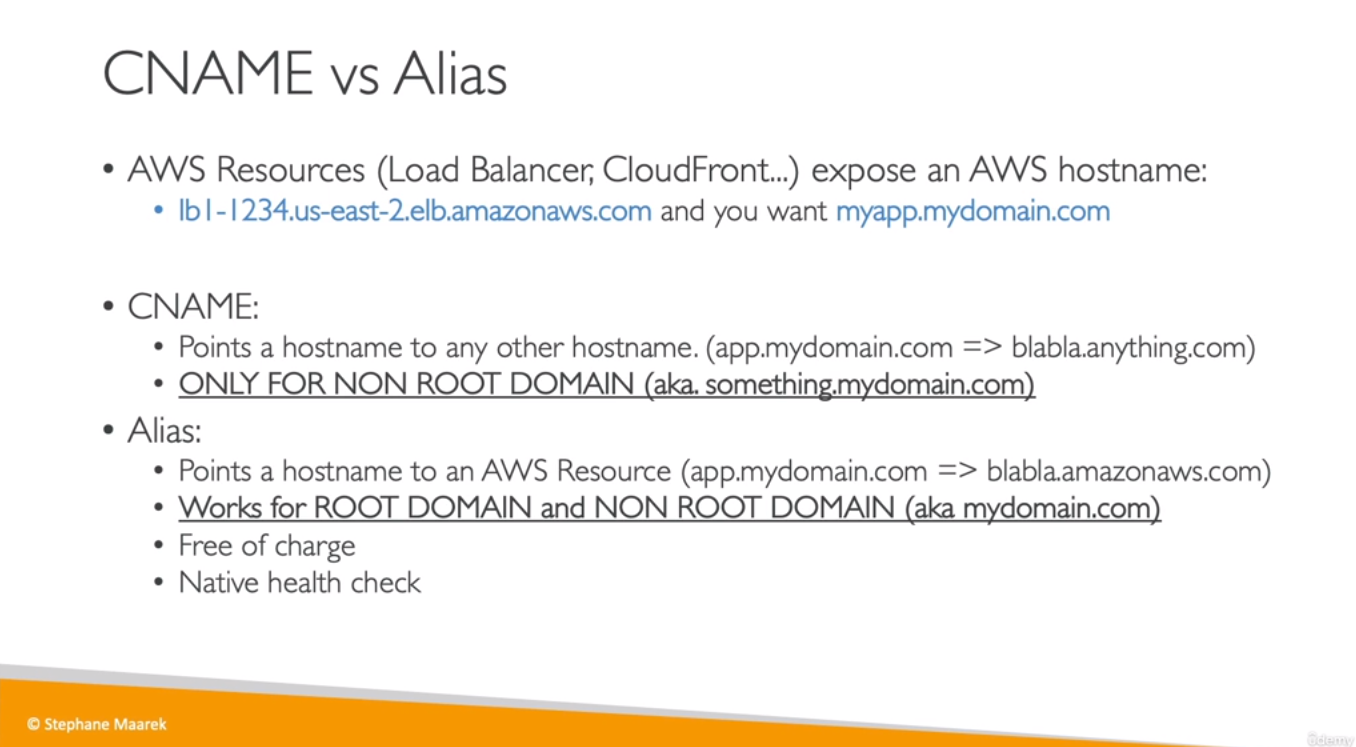 CNAME vs Alias
• AWS Resources (Load Balancer, CloudFront...) expose an AWS hostname:
• lb1-1234.us-east-2.elb.amazonaws.com and you want myapp.mydomain.com
• CNAME:
• Points a hostname to any other hostname. (app.mydomain.com => blabla.anything.com)
• ONLY FOR NON ROOT DOMAIN (aka. something.mydomain.com)
• Alias:
• Points a hostname to an AWS Resource (app.mydomain.com => blabla.amazonaws.com)
• Works for ROOT DOMAIN and NON ROOT DOMAIN (aka mydomain.com)
• Free of charge
• Native health check
© Stephane Maarek
ûdemy